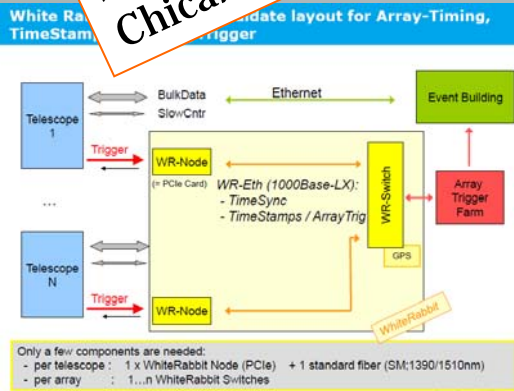 Chica
White Ra
date layout for Array-Timing,
TimeStam
rigger
BulkData
SlowCntr
Ethernet
Event Building
Telescope
1
Trigger
WR-Node
(= PCIe Card)
WR-Eth (1000Base-LX):
- TimeSync
- TimeStamps / ArrayTrig
WR-Switch
Array
Trigger
Farm
...
GPS
Telescope
N
Trigger
WR-Node
WhiteRabbit
Only a few components are needed:
- per telescope : 1 x WhiteRabbit Node (PCIe) + 1 standard fiber (SM;1390/1510nm)
- per array : 1...n WhiteRabbit Switches